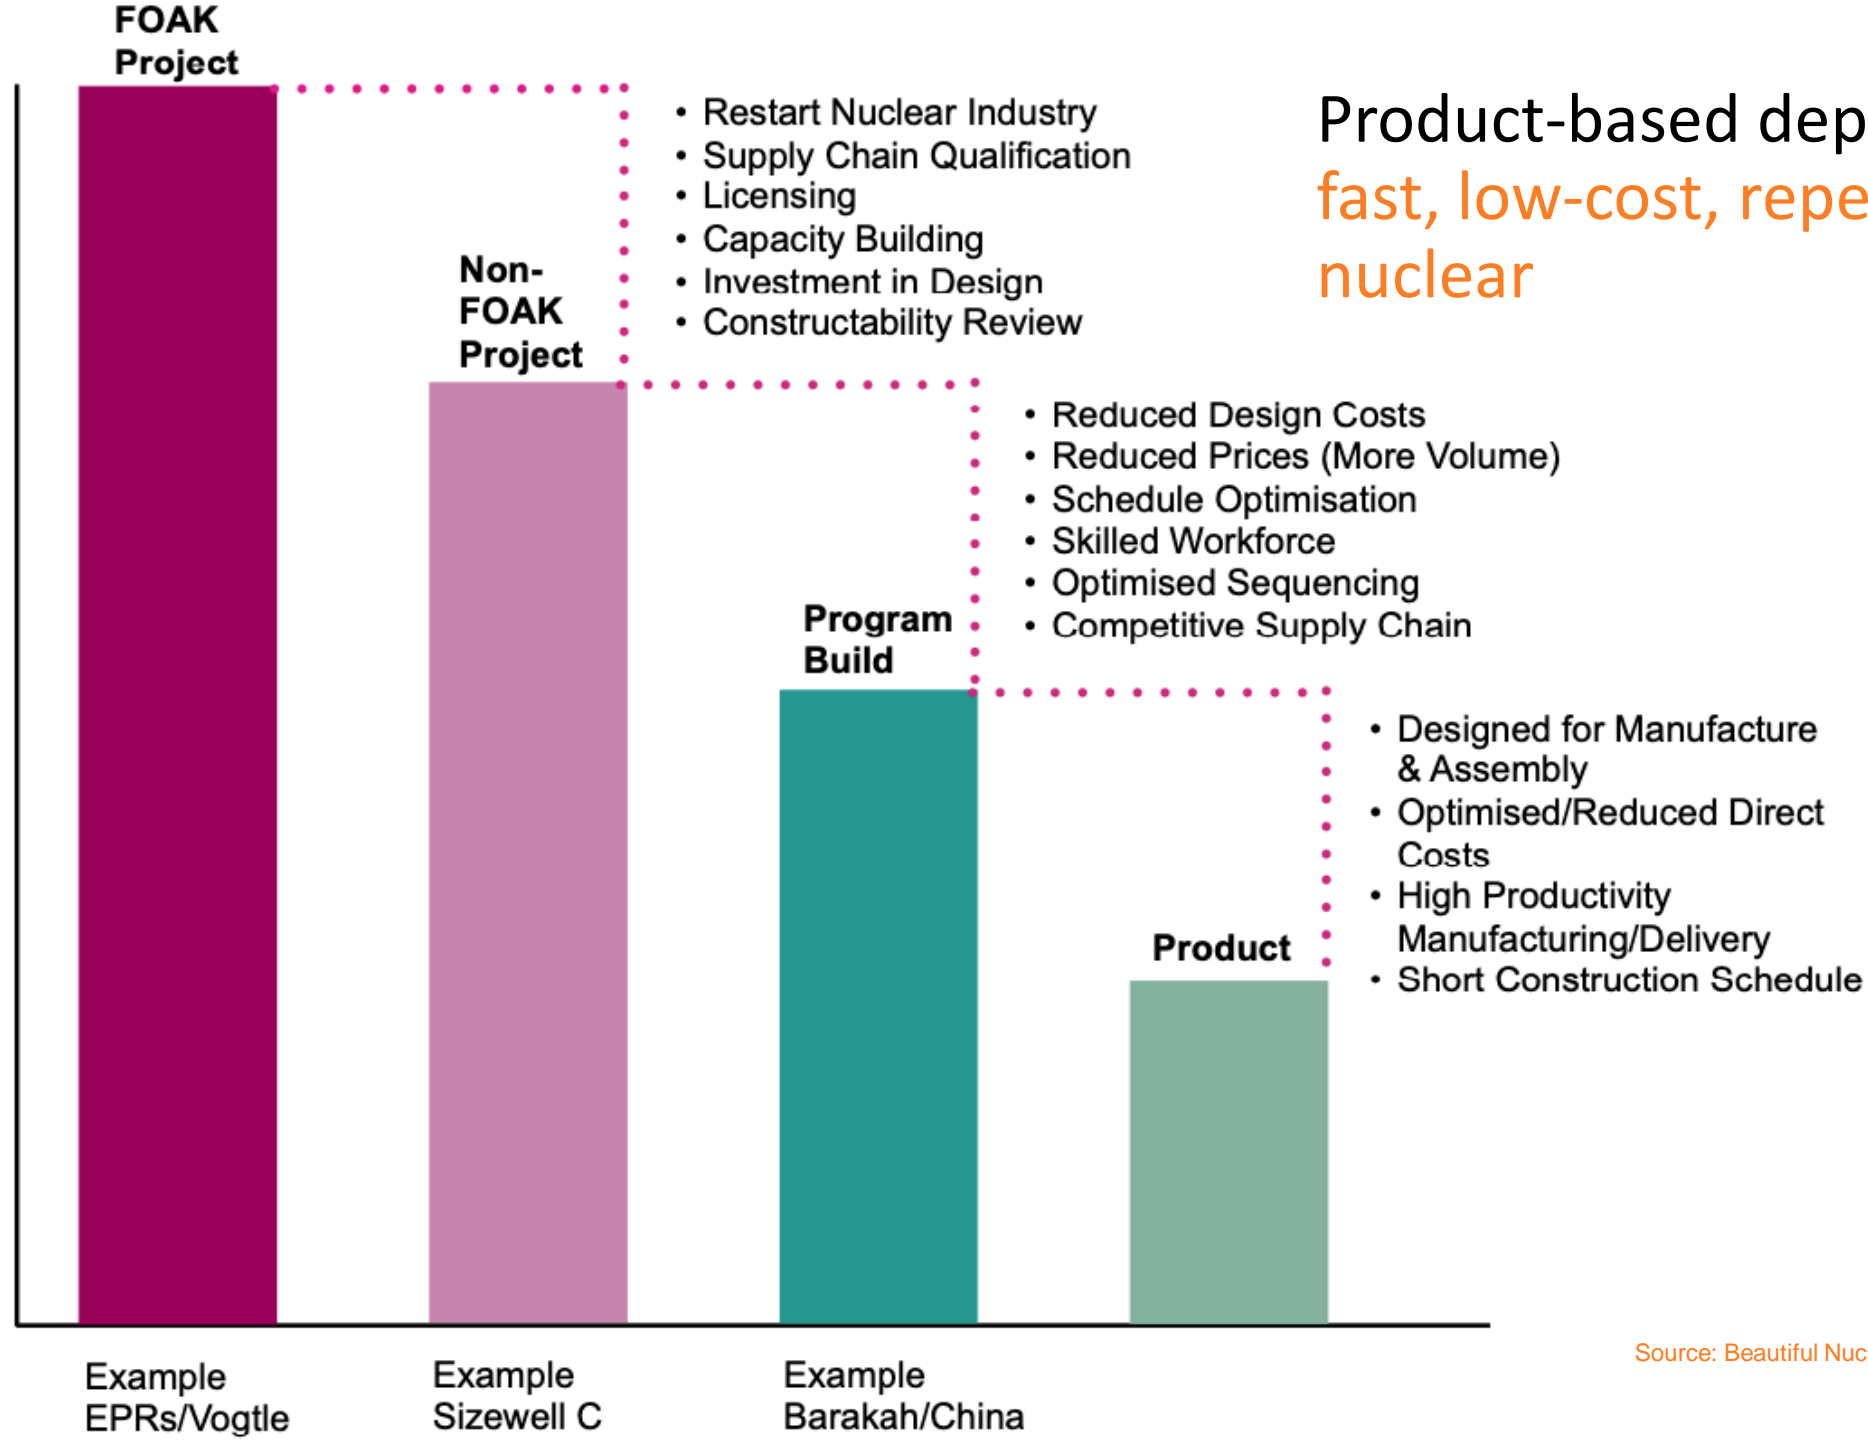 FOAK
Project
Product-based dep
fast, low-cost, repe
nuclear
• Restart Nuclear Industry
• Supply Chain Qualification
• Licensing
• Capacity Building
• Investment in Design
• Constructability Review
Non-
FOAK
Project
• Reduced Design Costs
• Reduced Prices (More Volume)
• Schedule Optimisation
• Skilled Workforce
• Optimised Sequencing
• Competitive Supply Chain
Program
Build
• Designed for Manufacture
& Assembly
• Optimised/Reduced Direct
Costs
• High Productivity
Manufacturing/Delivery
• Short Construction Schedule
Product
Example
EPRs/Vogtle
Example
Sizewell C
Example
Barakah/China
Source: Beautiful Nuc